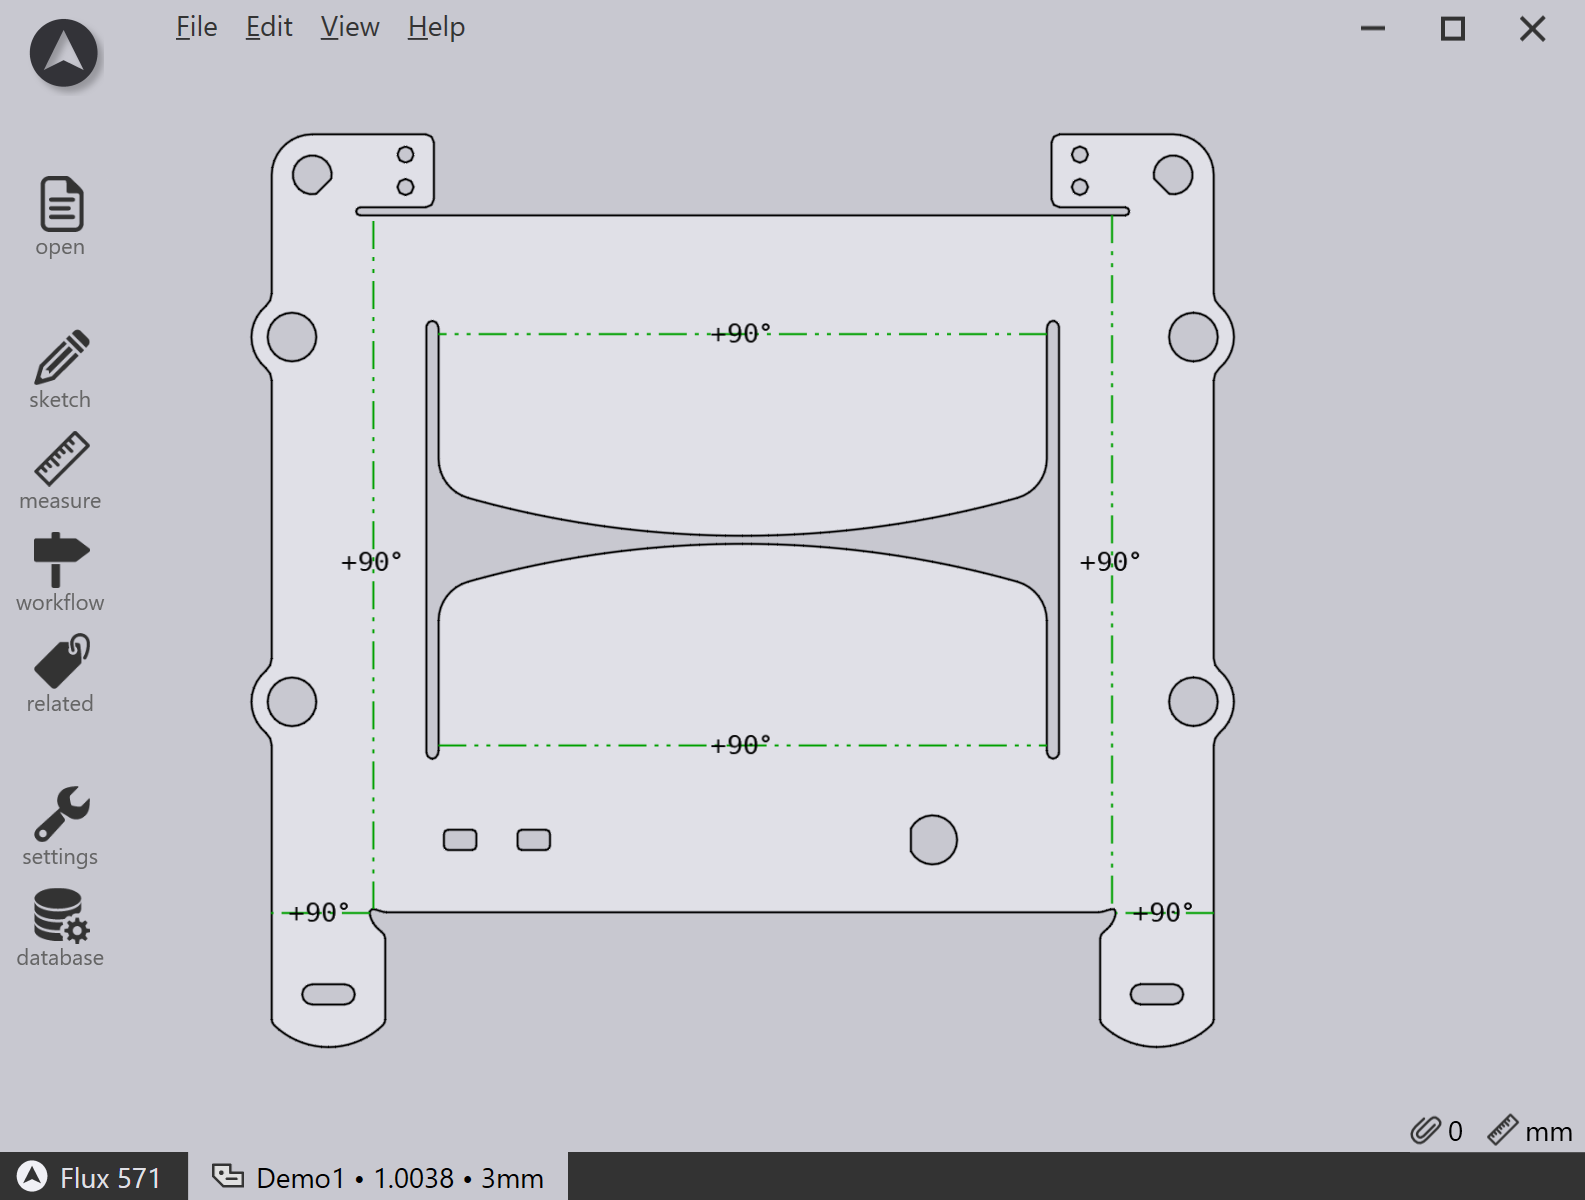 File Edit View Help
open
sketch
measure
workflow
related
settings
database
+90°
+90°
+90°
+90°
+90°
+90°
0 mm
Flux 571
Demo1 • 1.0038 • 3mm